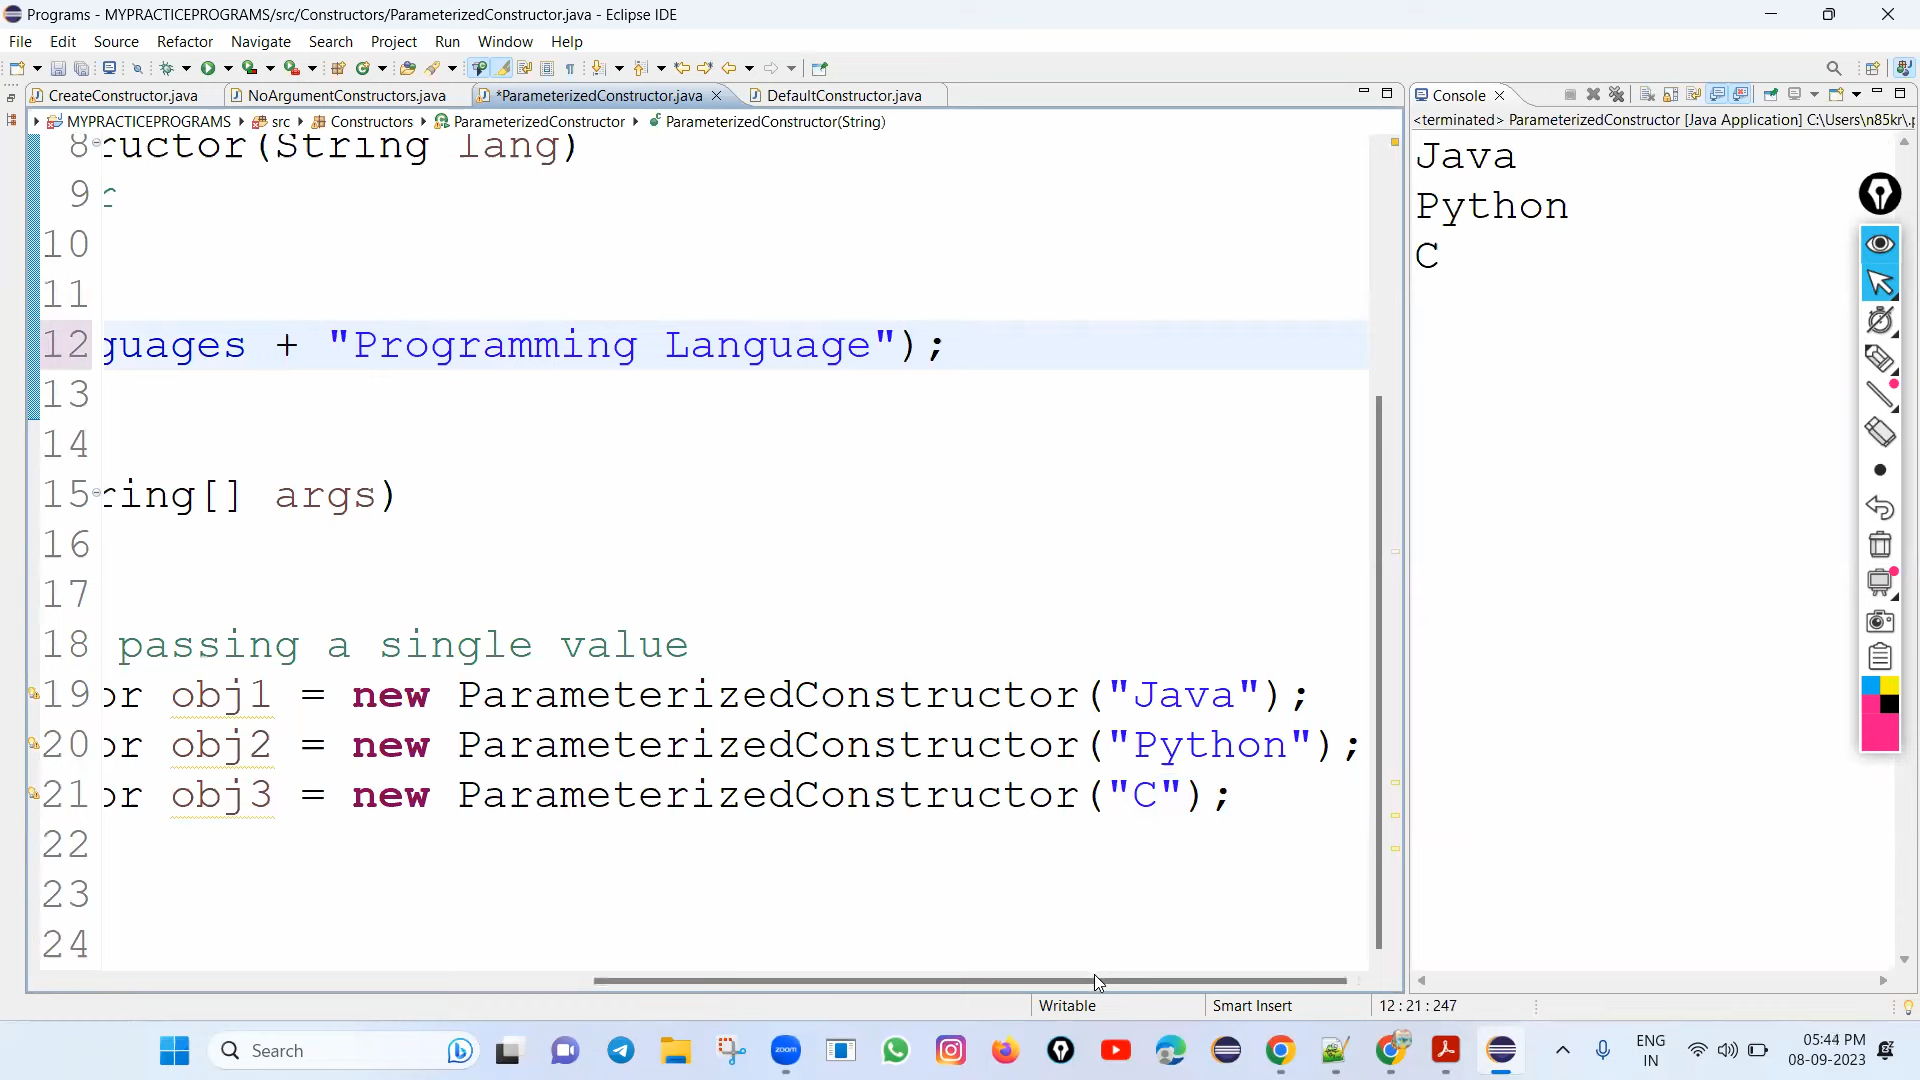 Programs - MYPRACTICEPROGRAMS/src/Constructors/ParameterizedConstructor.java - Eclipse IDE
File Edit Source Refactor Navigate Search Project Run Window Help
CreateConstructor.java NoArgumentConstructors.java *ParameterizedConstructor.java DefaultConstructor.java
MYPRACTICEPROGRAMS src Constructors ParameterizedConstructor ParameterizedConstructor(String)
8 ructor(String lang)
9 r
10
11
12 guages + "Programming Language");
13
14
15 ring[] args)
16
17
18 passing a single value
19 or obj1 = new ParameterizedConstructor("Java");
20 or obj2 = new ParameterizedConstructor("Python");
21 or obj3 = new ParameterizedConstructor("C");
22
23
24
Console
<terminated> ParameterizedConstructor [Java Application] C:\Users\n85kr\.p
Java
Python
C
Writable Smart Insert 12 : 21 : 247
Search zoom ENG IN 05:44 PM 08-09-2023